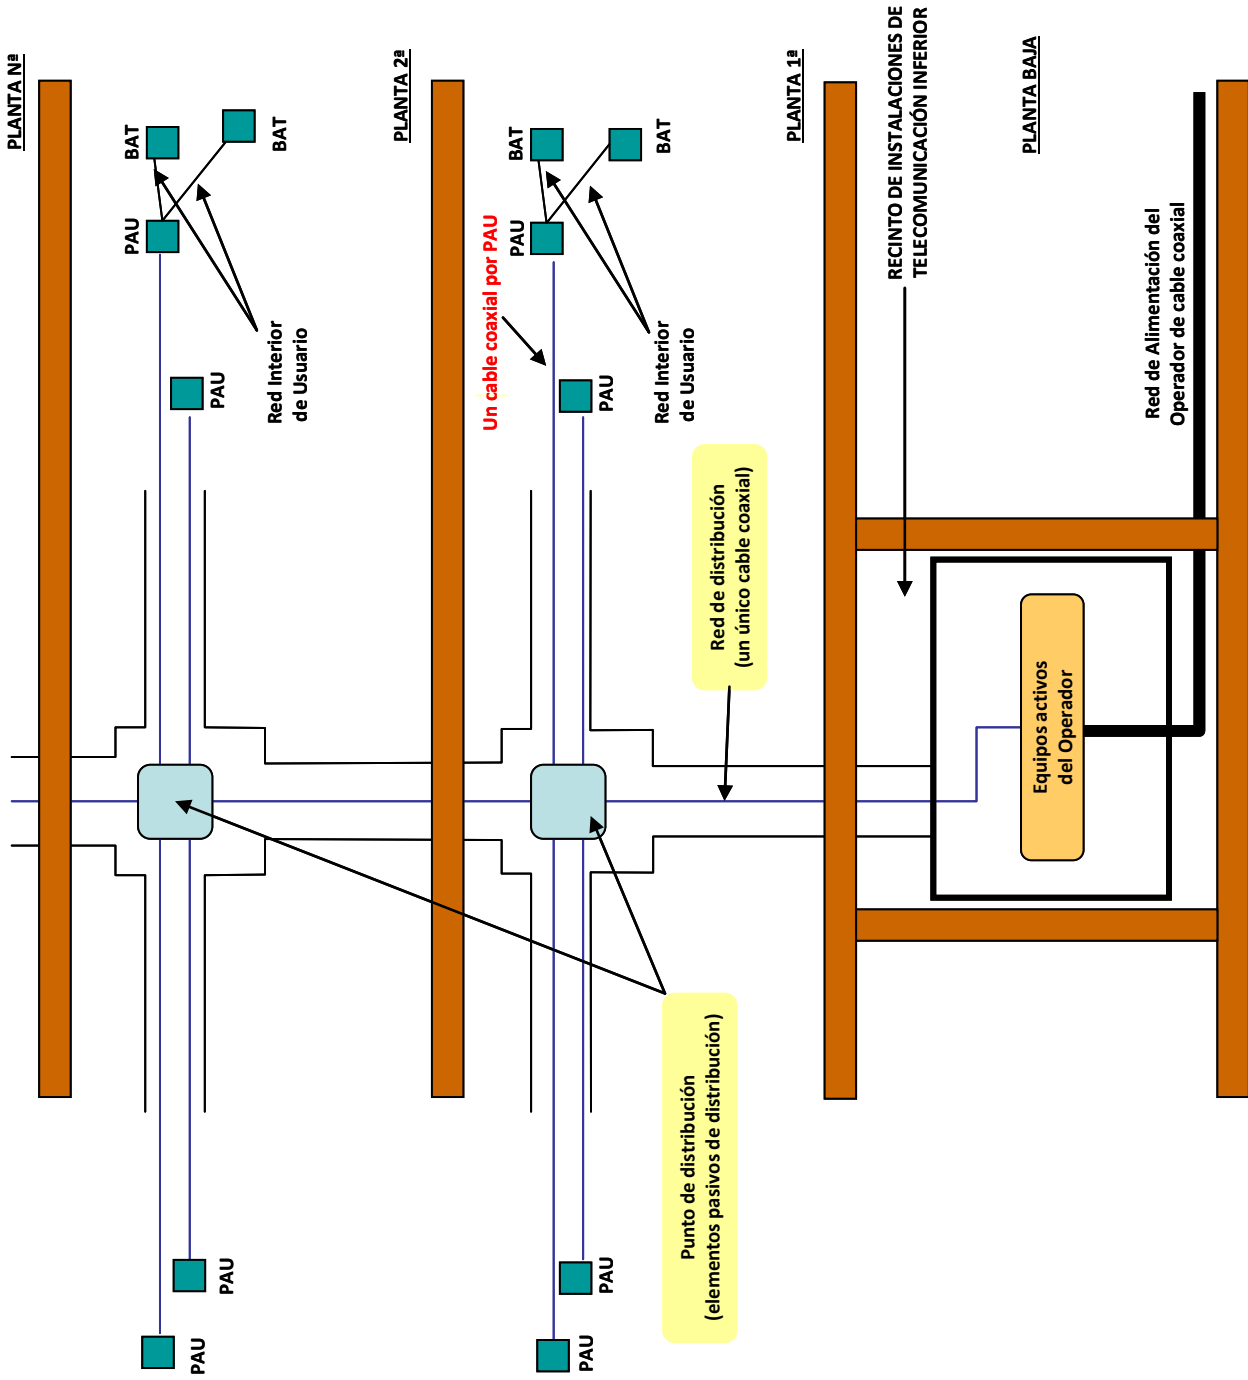 PLANTA Nª
BAT
BAT
PAU
Red Interior
de Usuario
PAU
PAU
PAU
PLANTA 2ª
BAT
BAT
PAU
Un cable coaxial por PAU
Red Interior
de Usuario
PAU
PAU
PAU
Red de distribución
(un único cable coaxial)
Punto de distribución
(elementos pasivos de distribución)
PLANTA 1ª
RECINTO DE INSTALACIONES DE
TELECOMUNICACIÓN INFERIOR
PLANTA BAJA
Equipos activos
del Operador
Red de Alimentación del
Operador de cable coaxial